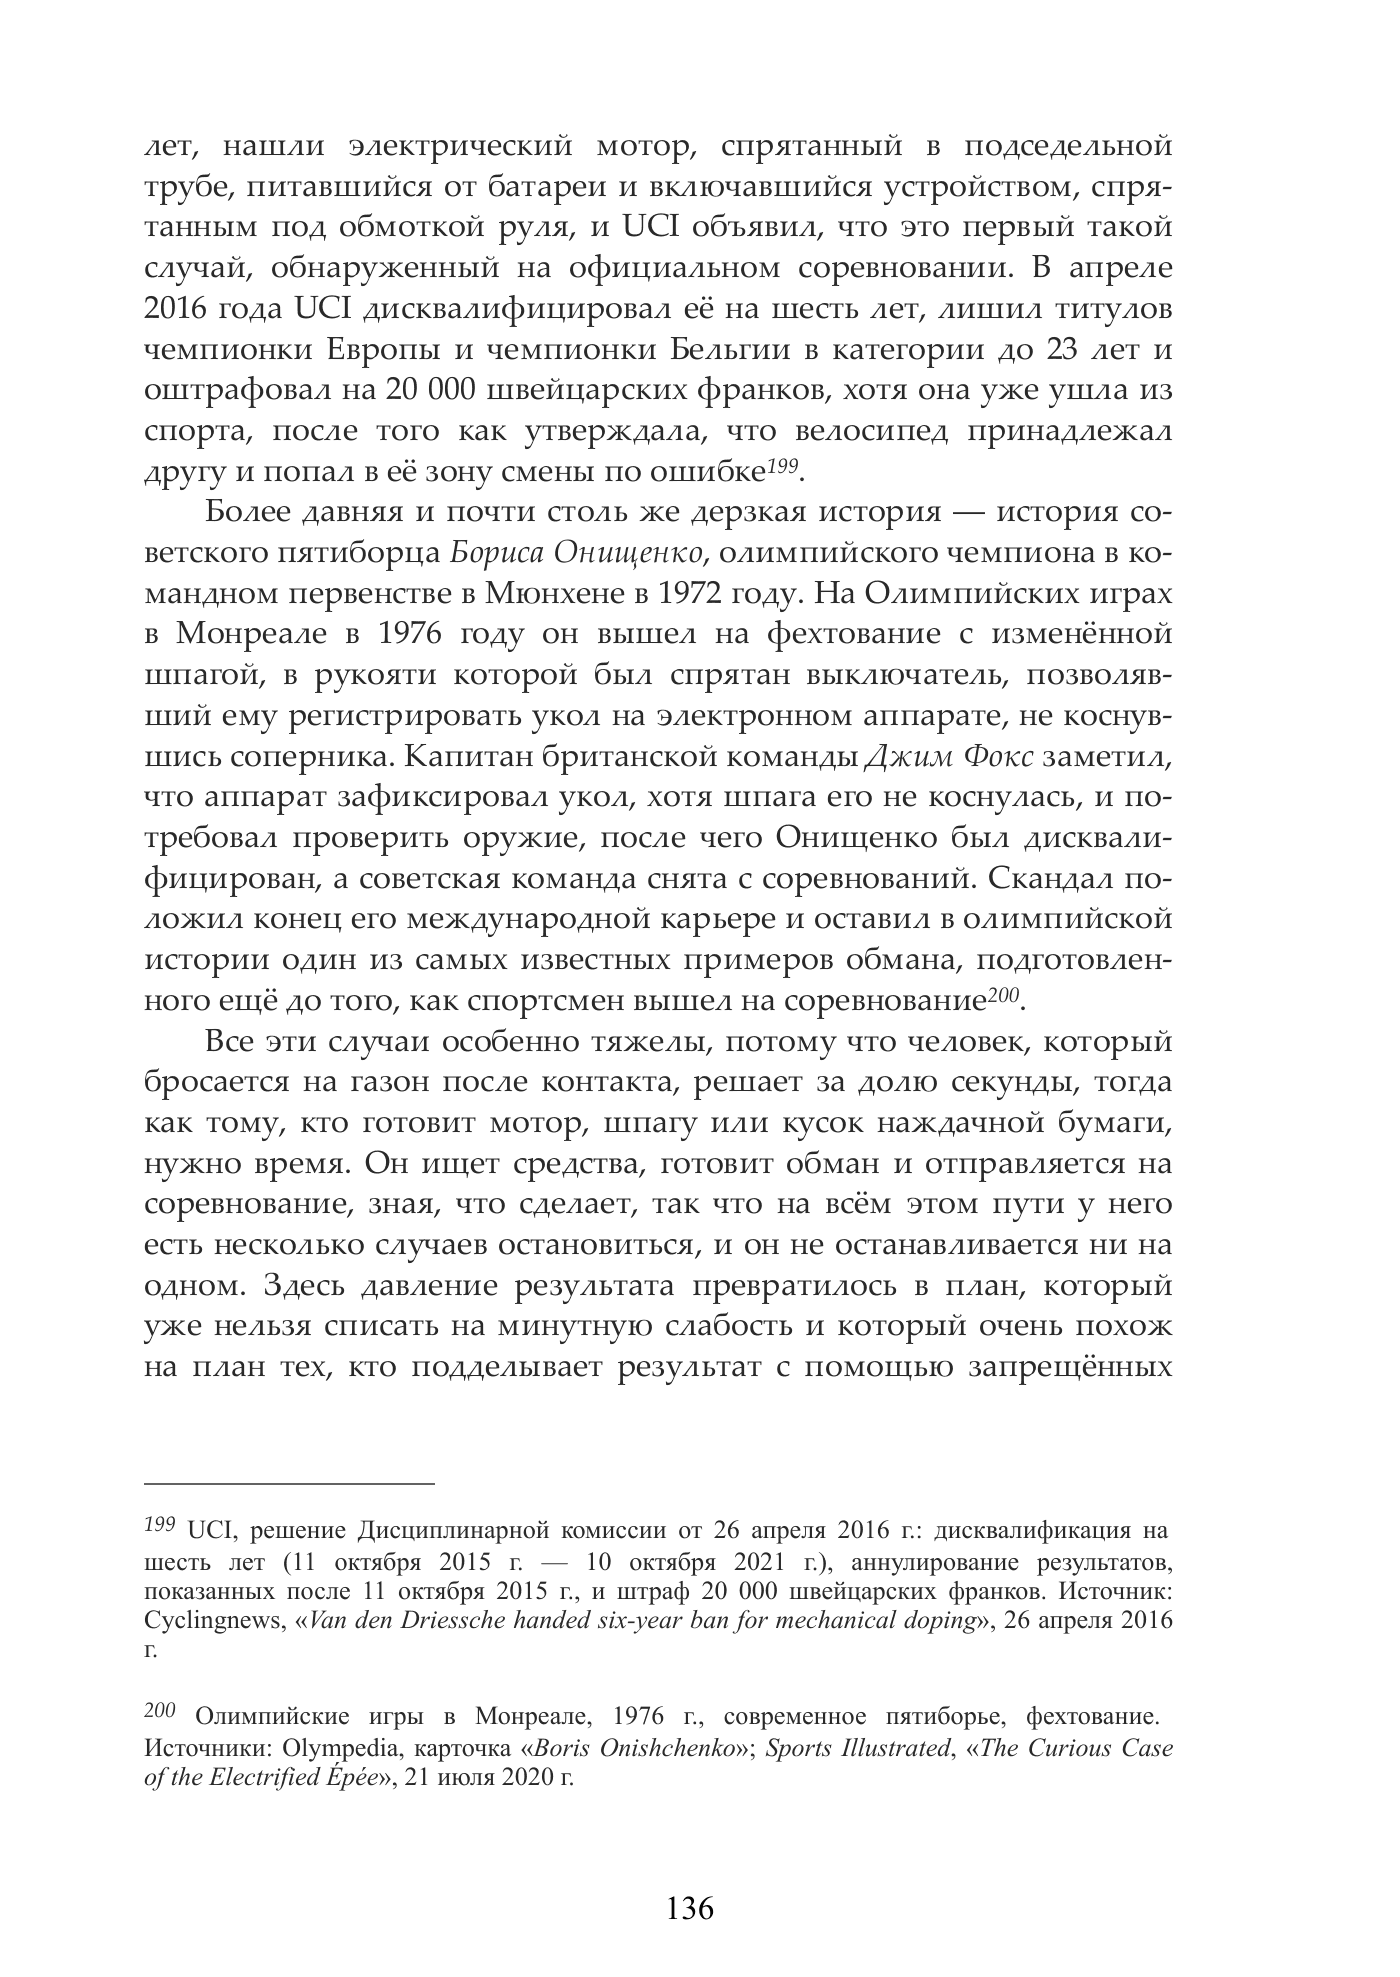 лет, нашли электрический мотор, спрятанный в подседельной
трубе, питавшийся от батареи и включавшийся устройством, спря-
танным под обмоткой руля, и UCI объявил, что это первый такой
случай, обнаруженный на официальном соревновании. В апреле
2016 года UCI дисквалифицировал её на шесть лет, лишил титулов
чемпионки Европы и чемпионки Бельгии в категории до 23 лет и
оштрафовал на 20 000 швейцарских франков, хотя она уже ушла из
спорта, после того как утверждала, что велосипед принадлежал
другу и попал в её зону смены по ошибке199.
Более давняя и почти столь же дерзкая история — история со-
ветского пятиборца Бориса Онищенко, олимпийского чемпиона в ко-
мандном первенстве в Мюнхене в 1972 году. На Олимпийских играх
в Монреале в 1976 году он вышел на фехтование с изменённой
шпагой, в рукояти которой был спрятан выключатель, позволяв-
ший ему регистрировать укол на электронном аппарате, не коснув-
шись соперника. Капитан британской команды Джим Фокс заметил,
что аппарат зафиксировал укол, хотя шпага его не коснулась, и по-
требовал проверить оружие, после чего Онищенко был дисквали-
фицирован, а советская команда снята с соревнований. Скандал по-
ложил конец его международной карьере и оставил в олимпийской
истории один из самых известных примеров обмана, подготовлен-
ного ещё до того, как спортсмен вышел на соревнование200.
Все эти случаи особенно тяжелы, потому что человек, который
бросается на газон после контакта, решает за долю секунды, тогда
как тому, кто готовит мотор, шпагу или кусок наждачной бумаги,
нужно время. Он ищет средства, готовит обман и отправляется на
соревнование, зная, что сделает, так что на всём этом пути у него
есть несколько случаев остановиться, и он не останавливается ни на
одном. Здесь давление результата превратилось в план, который
уже нельзя списать на минутную слабость и который очень похож
на план тех, кто подделывает результат с помощью запрещённых
199 UCI, решение Дисциплинарной комиссии от 26 апреля 2016 г.: дисквалификация на
шесть лет (11 октября 2015 г. — 10 октября 2021 г.), аннулирование результатов,
показанных после 11 октября 2015 г., и штраф 20 000 швейцарских франков. Источник:
Cyclingnews, «Van den Driessche handed six-year ban for mechanical doping», 26 апреля 2016
г.
200 Олимпийские игры в Монреале, 1976 г., современное пятиборье, фехтование.
Источники: Olympedia, карточка «Boris Onishchenko»; Sports Illustrated, «The Curious Case
of the Electrified Épée», 21 июля 2020 г.
136